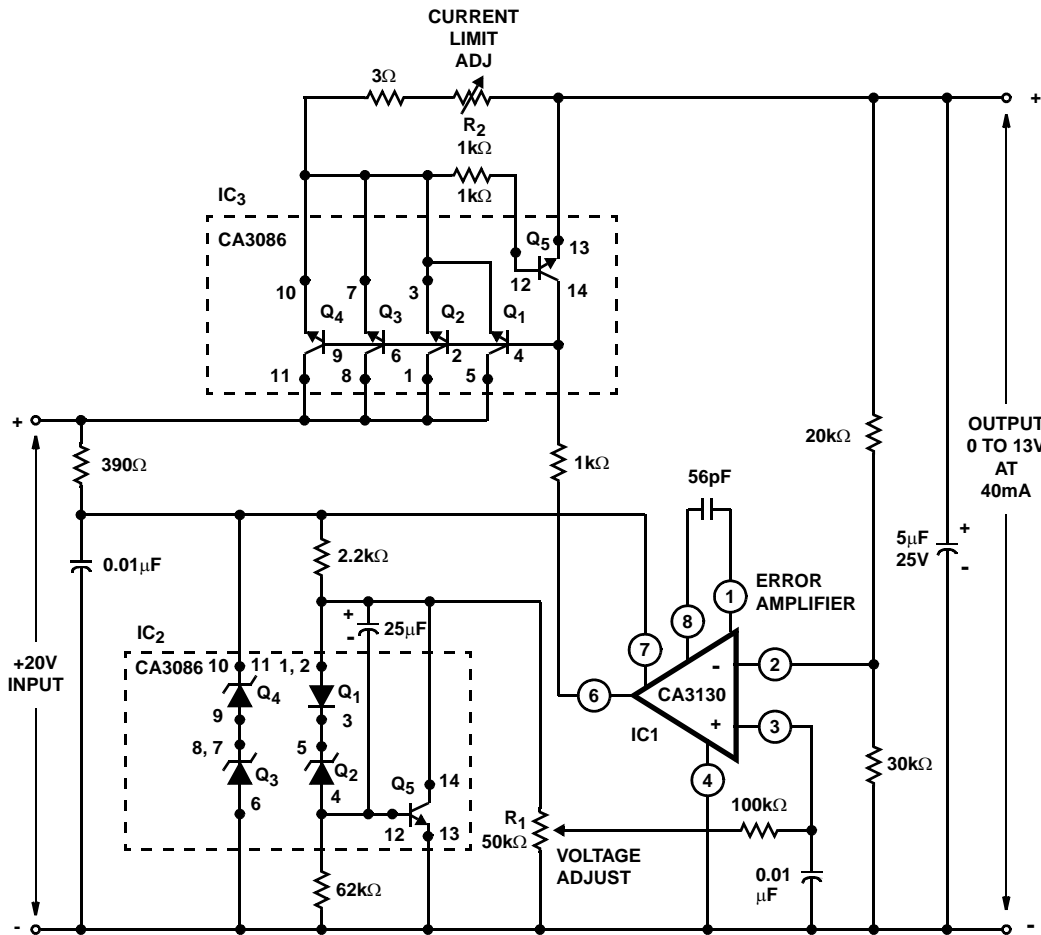 CURRENT
LIMIT
ADJ
3Ω
R2
1kΩ
1kΩ
+
IC3
CA3086
Q5
13
12
14
10
7
3
Q4
Q3
Q2
Q1
9
6
2
4
11
8
1
5
+
390Ω
20kΩ
OUTPUT
0 TO 13V
AT
40mA
1kΩ
56pF
5μF
25V
+
-
0.01μF
2.2kΩ
ERROR
AMPLIFIER
1
8
7
+
-
25μF
IC2
CA3086
10
11
1, 2
+20V
INPUT
Q4
Q1
9
3
8, 7
5
Q3
Q2
6
4
Q5
14
12
13
-
2
CA3130
6
IC1
+
3
4
30kΩ
R1
50kΩ
100kΩ
VOLTAGE
ADJUST
0.01
μF
62kΩ
-
-